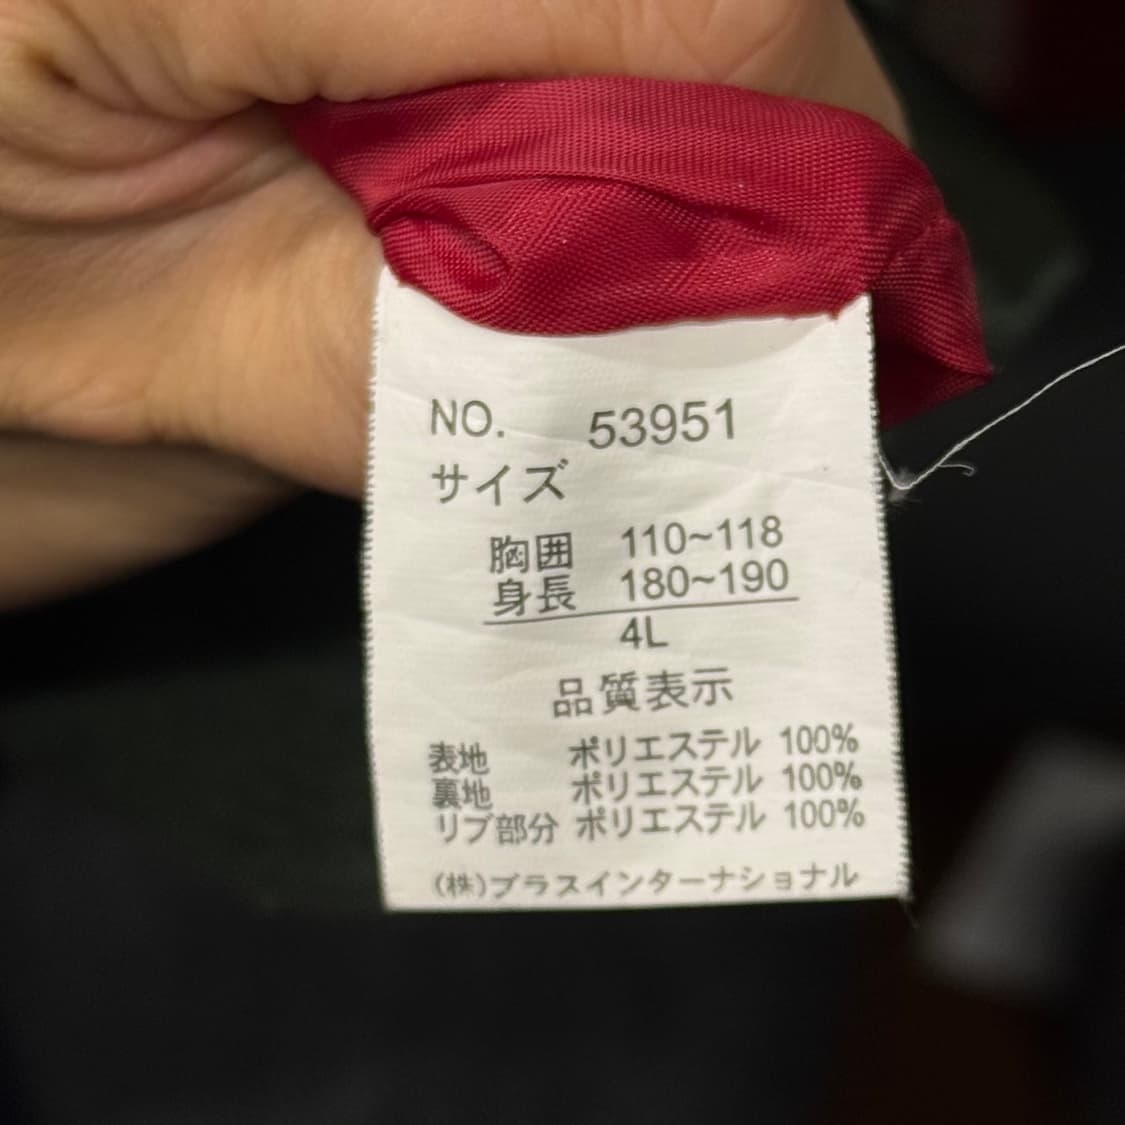 NO. 53951
サイズ
胸囲 110~118
身長 180~190
4L
品質表示
表地 ポリエステル 100%
裏地 ポリエステル 100%
リブ部分 ポリエステル 100%
(株)プラスインターナショナル